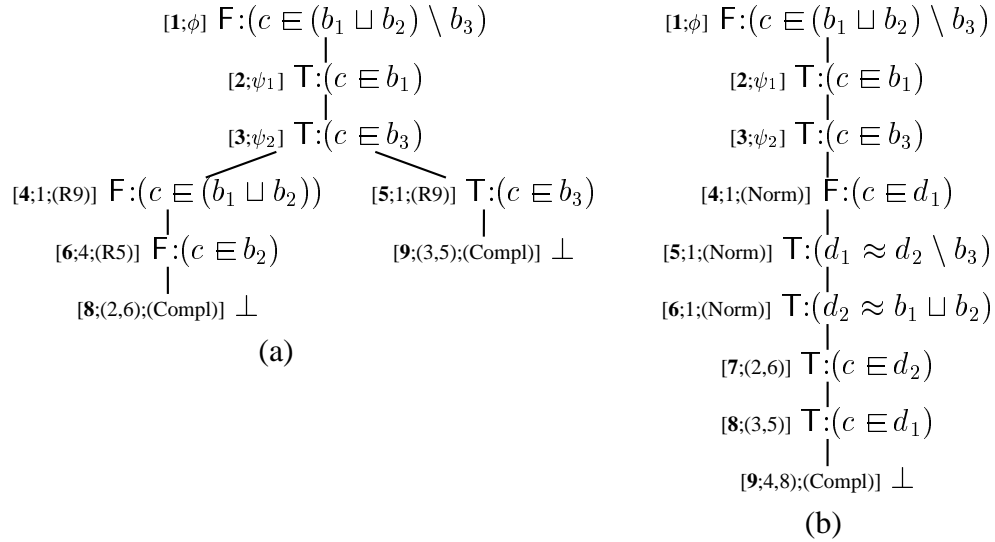 [1;ϕ] F:(c ∈ (b₁ ⊔ b₂) \ b₃)
[2;ψ₁] T:(c ∈ b₁)
[3;ψ₂] T:(c ∈ b₃)
[4;1;(R9)] F:(c ∈ (b₁ ⊔ b₂)) [5;1;(R9)] T:(c ∈ b₃)
[6;4;(R5)] F:(c ∈ b₂) [9;(3,5);(Compl)] ⊥
[8;(2,6);(Compl)] ⊥
(a)
[1;ϕ] F:(c ∈ (b₁ ⊔ b₂) \ b₃)
[2;ψ₁] T:(c ∈ b₁)
[3;ψ₂] T:(c ∈ b₃)
[4;1;(Norm)] F:(c ∈ d₁)
[5;1;(Norm)] T:(d₁ ≈ d₂ \ b₃)
[6;1;(Norm)] T:(d₂ ≈ b₁ ⊔ b₂)
[7;(2,6)] T:(c ∈ d₂)
[8;(3,5)] T:(c ∈ d₁)
[9;4,8);(Compl)] ⊥
(b)